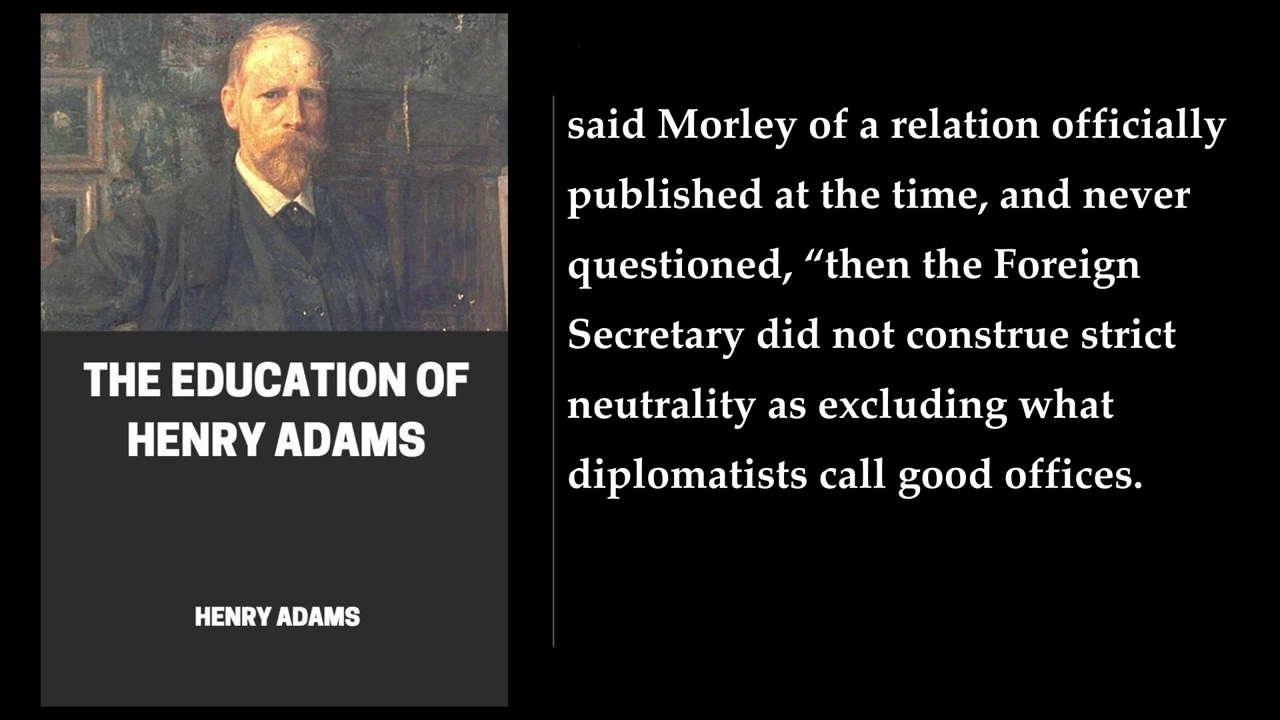 THE EDUCATION OF
HENRY ADAMS
HENRY ADAMS
said Morley of a relation officially
published at the time, and never
questioned, “then the Foreign
Secretary did not construe strict
neutrality as excluding what
diplomatists call good offices.